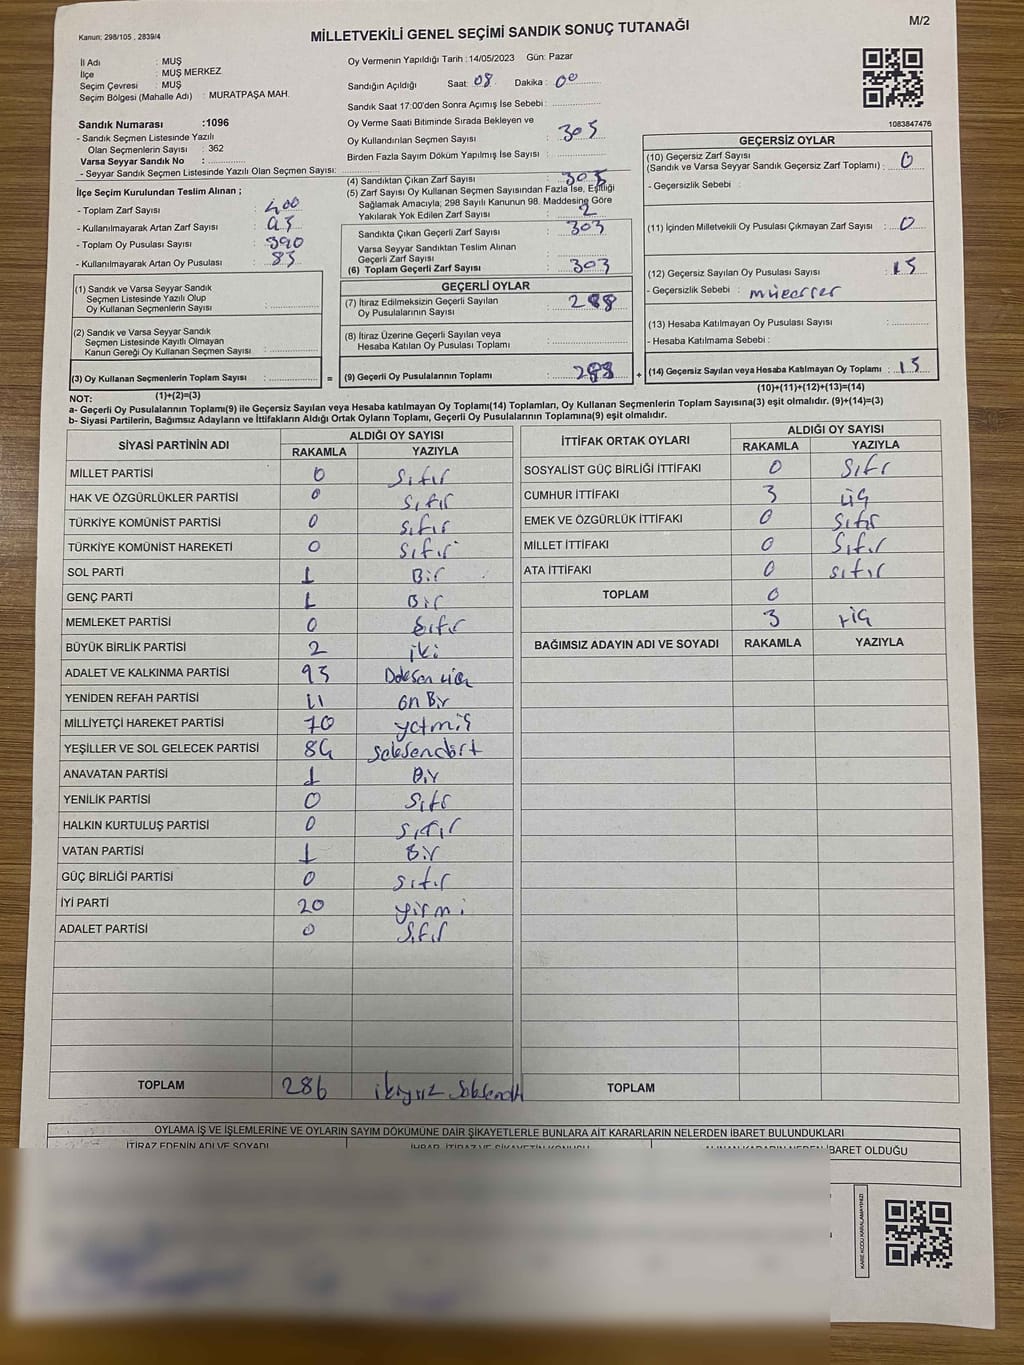 M/2
Kanun; 298/105 , 2839/4
MİLLETVEKİLİ GENEL SEÇİMİ SANDIK SONUÇ TUTANAĞI
İl Adı : MUŞ
İlçe : MUŞ MERKEZ
Seçim Çevresi : MUŞ
Seçim Bölgesi (Mahalle Adı) : MURATPAŞA MAH.
Sandık Numarası :1096
- Sandık Seçmen Listesinde Yazılı
Olan Seçmenlerin Sayısı : 362
Varsa Seyyar Sandık No :
- Seyyar Sandık Seçmen Listesinde Yazılı Olan Seçmen Sayısı:
İlçe Seçim Kurulundan Teslim Alınan ;
- Toplam Zarf Sayısı : 400
- Kullanılmayarak Artan Zarf Sayısı : 95
- Toplam Oy Pusulası Sayısı : 390
- Kullanılmayarak Artan Oy Pusulası : 85
(1) Sandık ve Varsa Seyyar Sandık
Seçmen Listesinde Yazılı Olup
Oy Kullanan Seçmenlerin Sayısı :
(2) Sandık ve Varsa Seyyar Sandık
Seçmen Listesinde Kayıtlı Olmayan
Kanun Gereği Oy Kullanan Seçmen Sayısı :
(3) Oy Kullanan Seçmenlerin Toplam Sayısı :
(1)+(2)=(3)
Oy Vermenin Yapıldığı Tarih :14/05/2023 Gün: Pazar
Sandığın Açıldığı Saat: 08 Dakika : 00
Sandık Saat 17:00'den Sonra Açımış İse Sebebi :
Oy Verme Saati Bitiminde Sırada Bekleyen ve
Oy Kullandırılan Seçmen Sayısı : 305
Birden Fazla Sayım Döküm Yapılmış İse Sayısı :
(4) Sandıktan Çıkan Zarf Sayısı : 305
(5) Zarf Sayısı Oy Kullanan Seçmen Sayısından Fazla İse, Eşitliği
Sağlamak Amacıyla; 298 Sayılı Kanunun 98. Maddesine Göre
Yakılarak Yok Edilen Zarf Sayısı : 2
Sandıkta Çıkan Geçerli Zarf Sayısı : 303
Varsa Seyyar Sandıktan Teslim Alınan
Geçerli Zarf Sayısı :
(6) Toplam Geçerli Zarf Sayısı : 303
GEÇERLİ OYLAR
(7) İtiraz Edilmeksizin Geçerli Sayılan
Oy Pusulalarının Sayısı : 288
(8) İtiraz Üzerine Geçerli Sayılan veya
Hesaba Katılan Oy Pusulası Toplamı :
= (9) Geçerli Oy Pusulalarının Toplamı : 288 +
1083847476
GEÇERSİZ OYLAR
(10) Geçersiz Zarf Sayısı
(Sandık ve Varsa Seyyar Sandık Geçersiz Zarf Toplamı) : 0
- Geçersizlik Sebebi :
(11) İçinden Milletvekili Oy Pusulası Çıkmayan Zarf Sayısı : 0
(12) Geçersiz Sayılan Oy Pusulası Sayısı : 15
- Geçersizlik Sebebi :
(13) Hesaba Katılmayan Oy Pusulası Sayısı :
- Hesaba Katılmama Sebebi :
(14) Geçersiz Sayılan veya Hesaba Katılmayan Oy Toplamı : 15
(10)+(11)+(12)+(13)=(14)
NOT:
a- Geçerli Oy Pusulalarının Toplamı(9) ile Geçersiz Sayılan veya Hesaba katılmayan Oy Toplamı(14) Toplamları, Oy Kullanan Seçmenlerin Toplam Sayısına(3) eşit olmalıdır. (9)+(14)=(3)
b- Siyasi Partilerin, Bağımsız Adayların ve İttifakların Aldığı Ortak Oyların Toplamı, Geçerli Oy Pusulalarının Toplamına(9) eşit olmalıdır.
SİYASİ PARTİNİN ADI ALDIĞI OY SAYISI
RAKAMLA YAZIYLA
MİLLET PARTİSİ 0 sıfır
HAK VE ÖZGÜRLÜKLER PARTİSİ 0 sıfır
TÜRKİYE KOMÜNİST PARTİSİ 0 sıfır
TÜRKİYE KOMÜNİST HAREKETİ 0 sıfır
SOL PARTİ 1 Bir
GENÇ PARTİ 1 Bir
MEMLEKET PARTİSİ 0 sıfır
BÜYÜK BİRLİK PARTİSİ 2 iki
ADALET VE KALKINMA PARTİSİ 93 Doksan üç
YENİDEN REFAH PARTİSİ 11 on Bir
MİLLİYETÇİ HAREKET PARTİSİ 70 yetmiş
YEŞİLLER VE SOL GELECEK PARTİSİ 84 seksendört
ANAVATAN PARTİSİ 1 Bir
YENİLİK PARTİSİ 0 sıfır
HALKIN KURTULUŞ PARTİSİ 0 sıfır
VATAN PARTİSİ 1 Bir
GÜÇ BİRLİĞİ PARTİSİ 0 sıfır
İYİ PARTİ 20 yirmi
ADALET PARTİSİ 0 sıfır
TOPLAM 286 ikiyüz
İTTİFAK ORTAK OYLARI ALDIĞI OY SAYISI
RAKAMLA YAZIYLA
SOSYALİST GÜÇ BİRLİĞİ İTTİFAKI 0 sıfır
CUMHUR İTTİFAKI 3 üç
EMEK VE ÖZGÜRLÜK İTTİFAKI 0 sıfır
MİLLET İTTİFAKI 0 sıfır
ATA İTTİFAKI 0 sıfır
TOPLAM 0
3 üç
BAĞIMSIZ ADAYIN ADI VE SOYADI RAKAMLA YAZIYLA
TOPLAM
OYLAMA İŞ VE İŞLEMLERİNE VE OYLARIN SAYIM DÖKÜMÜNE DAİR ŞİKAYETLERLE BUNLARA AİT KARARLARIN NELERDEN İBARET BULUNDUKLARI
İTİRAZ EDENİN ADI VE SOYADI
İBARET OLDUĞU
KARE KODU KARALAMAYINIZ!